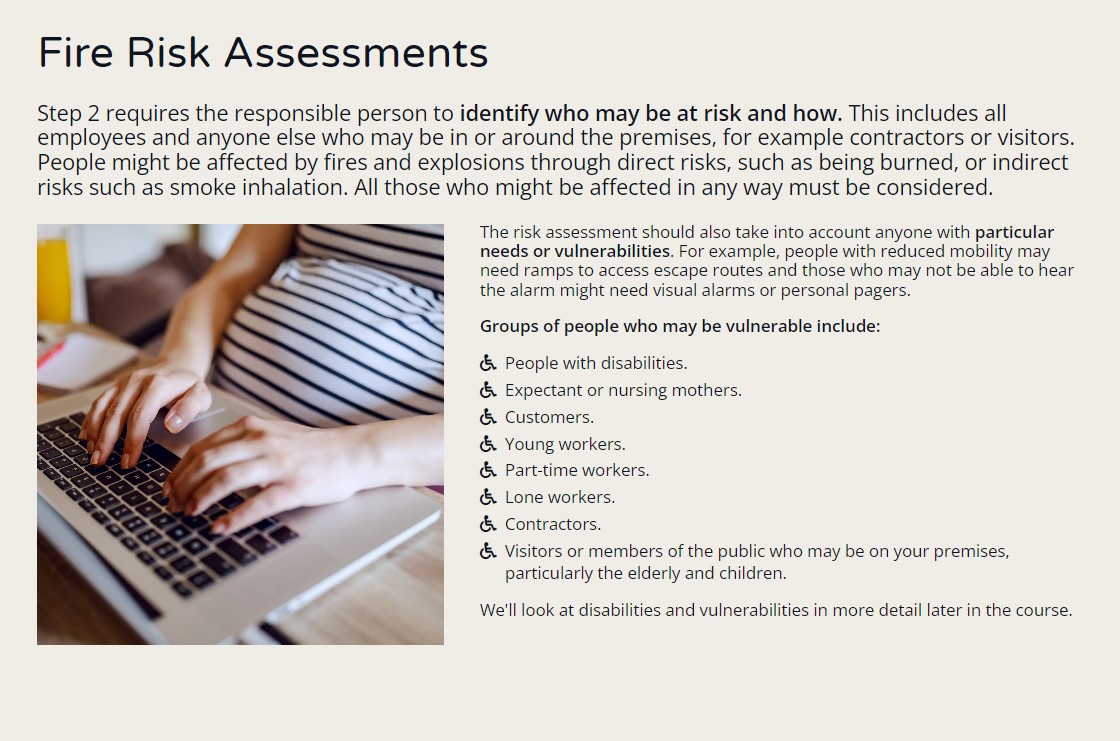 Fire Risk Assessments
Step 2 requires the responsible person to identify who may be at risk and how. This includes all
employees and anyone else who may be in or around the premises, for example contractors or visitors.
People might be affected by fires and explosions through direct risks, such as being burned, or indirect
risks such as smoke inhalation. All those who might be affected in any way must be considered.
The risk assessment should also take into account anyone with particular
needs or vulnerabilities. For example, people with reduced mobility may
need ramps to access escape routes and those who may not be able to hear
the alarm might need visual alarms or personal pagers.
Groups of people who may be vulnerable include:
People with disabilities.
Expectant or nursing mothers.
Customers.
Young workers.
Part-time workers.
Lone workers.
Contractors.
Visitors or members of the public who may be on your premises,
particularly the elderly and children.
We'll look at disabilities and vulnerabilities in more detail later in the course.